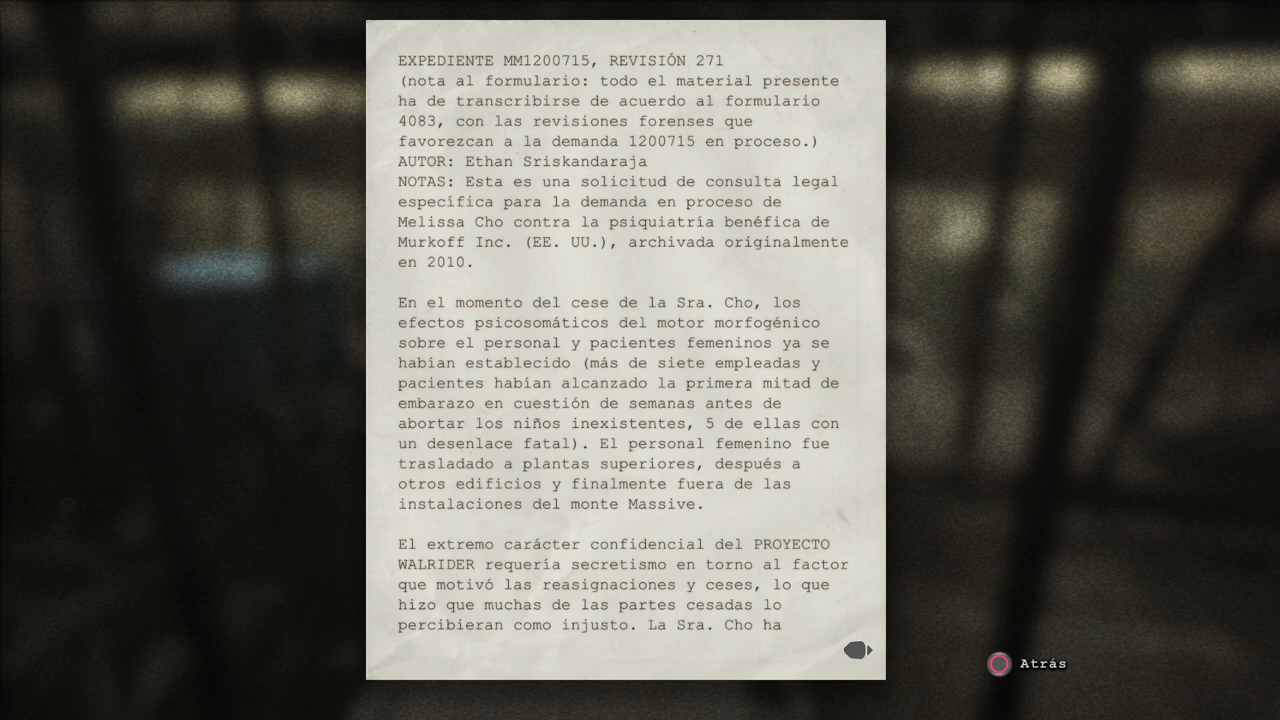 EXPEDIENTE MM1200715, REVISIÓN 271
(nota al formulario: todo el material presente
ha de transcribirse de acuerdo al formulario
4083, con las revisiones forenses que
favorezcan a la demanda 1200715 en proceso.)
AUTOR: Ethan Sriskandaraja
NOTAS: Esta es una solicitud de consulta legal
específica para la demanda en proceso de
Melissa Cho contra la psiquiatría benéfica de
Murkoff Inc. (EE. UU.), archivada originalmente
en 2010.
En el momento del cese de la Sra. Cho, los
efectos psicosomáticos del motor morfogénico
sobre el personal y pacientes femeninos ya se
habían establecido (más de siete empleadas y
pacientes habían alcanzado la primera mitad de
embarazo en cuestión de semanas antes de
abortar los niños inexistentes, 5 de ellas con
un desenlace fatal). El personal femenino fue
trasladado a plantas superiores, después a
otros edificios y finalmente fuera de las
instalaciones del monte Massive.
El extremo carácter confidencial del PROYECTO
WALRIDER requería secretismo en torno al factor
que motivó las reasignaciones y ceses, lo que
hizo que muchas de las partes cesadas lo
percibieran como injusto. La Sra. Cho ha
Atrás